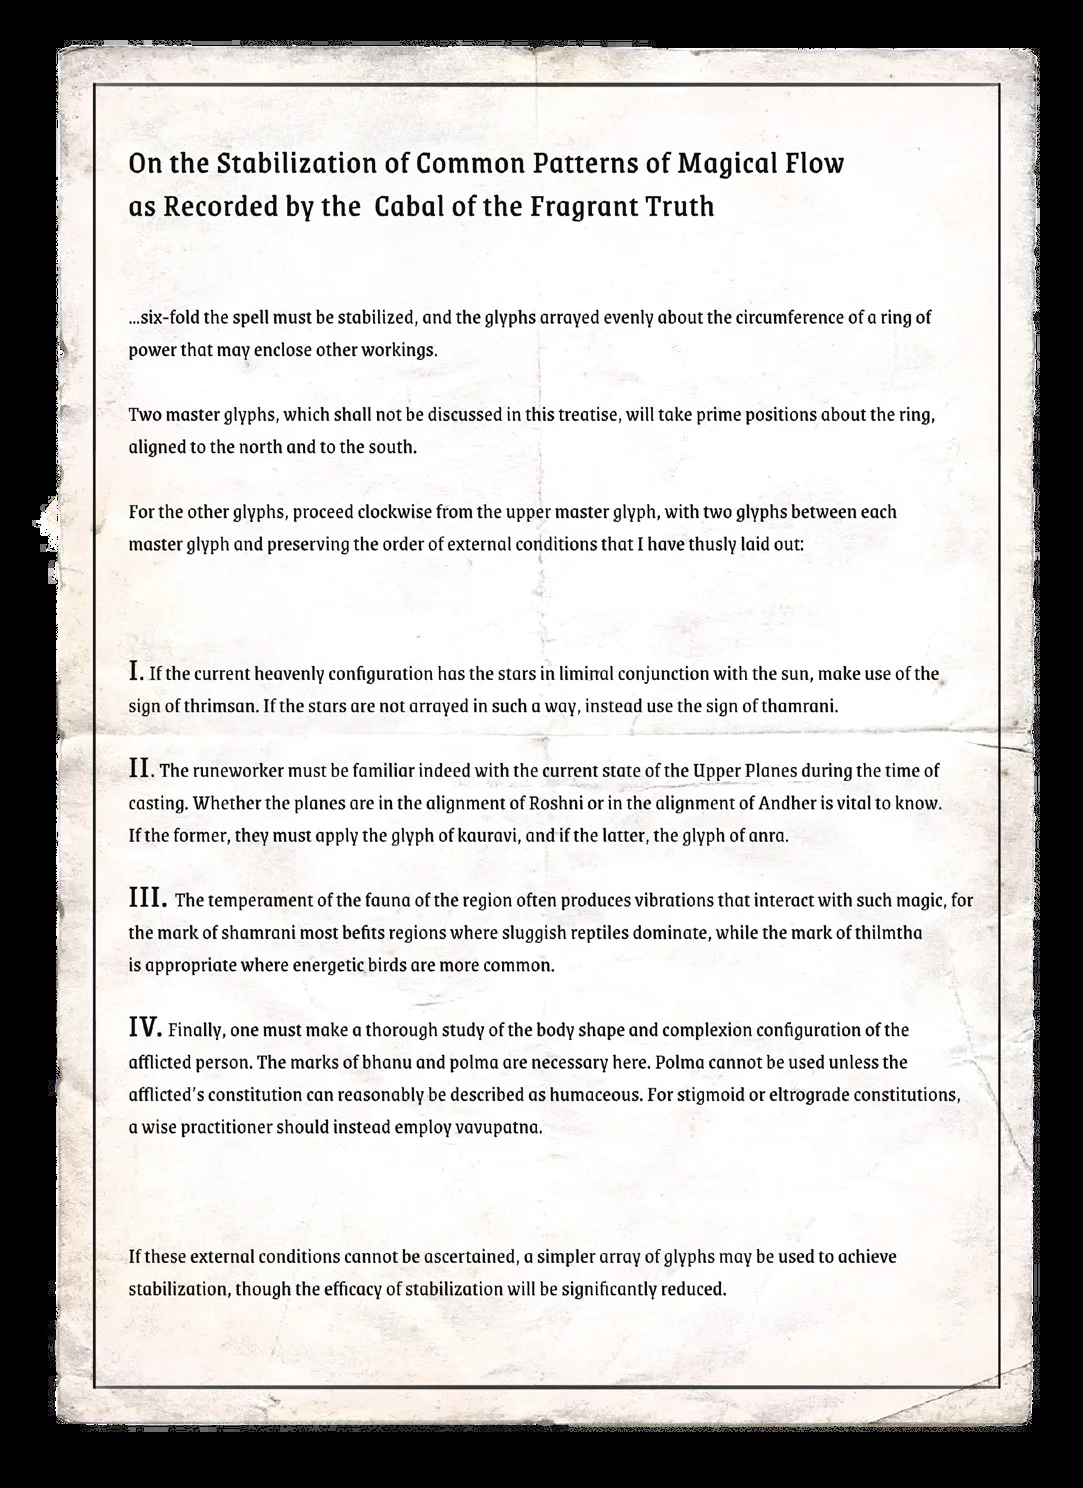 On the Stabilization of Common Patterns of Magical Flow
as Recorded by the Cabal of the Fragrant Truth
...six-fold the spell must be stabilized, and the glyphs arrayed evenly about the circumference of a ring of
power that may enclose other workings.
Two master glyphs, which shall not be discussed in this treatise, will take prime positions about the ring,
aligned to the north and to the south.
For the other glyphs, proceed clockwise from the upper master glyph, with two glyphs between each
master glyph and preserving the order of external conditions that I have thusly laid out:
I. If the current heavenly configuration has the stars in liminal conjunction with the sun, make use of the
sign of thrimsan. If the stars are not arrayed in such a way, instead use the sign of thamrani.
II. The runeworker must be familiar indeed with the current state of the Upper Planes during the time of
casting. Whether the planes are in the alignment of Roshni or in the alignment of Andher is vital to know.
If the former, they must apply the glyph of kauravi, and if the latter, the glyph of anra.
III. The temperament of the fauna of the region often produces vibrations that interact with such magic, for
the mark of shamrani most befits regions where sluggish reptiles dominate, while the mark of thilmtha
is appropriate where energetic birds are more common.
IV. Finally, one must make a thorough study of the body shape and complexion configuration of the
afflicted person. The marks of bhanu and polma are necessary here. Polma cannot be used unless the
afflicted's constitution can reasonably be described as humaceous. For stigmoid or eltrograde constitutions,
a wise practitioner should instead employ vavupatna.
If these external conditions cannot be ascertained, a simpler array of glyphs may be used to achieve
stabilization, though the efficacy of stabilization will be significantly reduced.